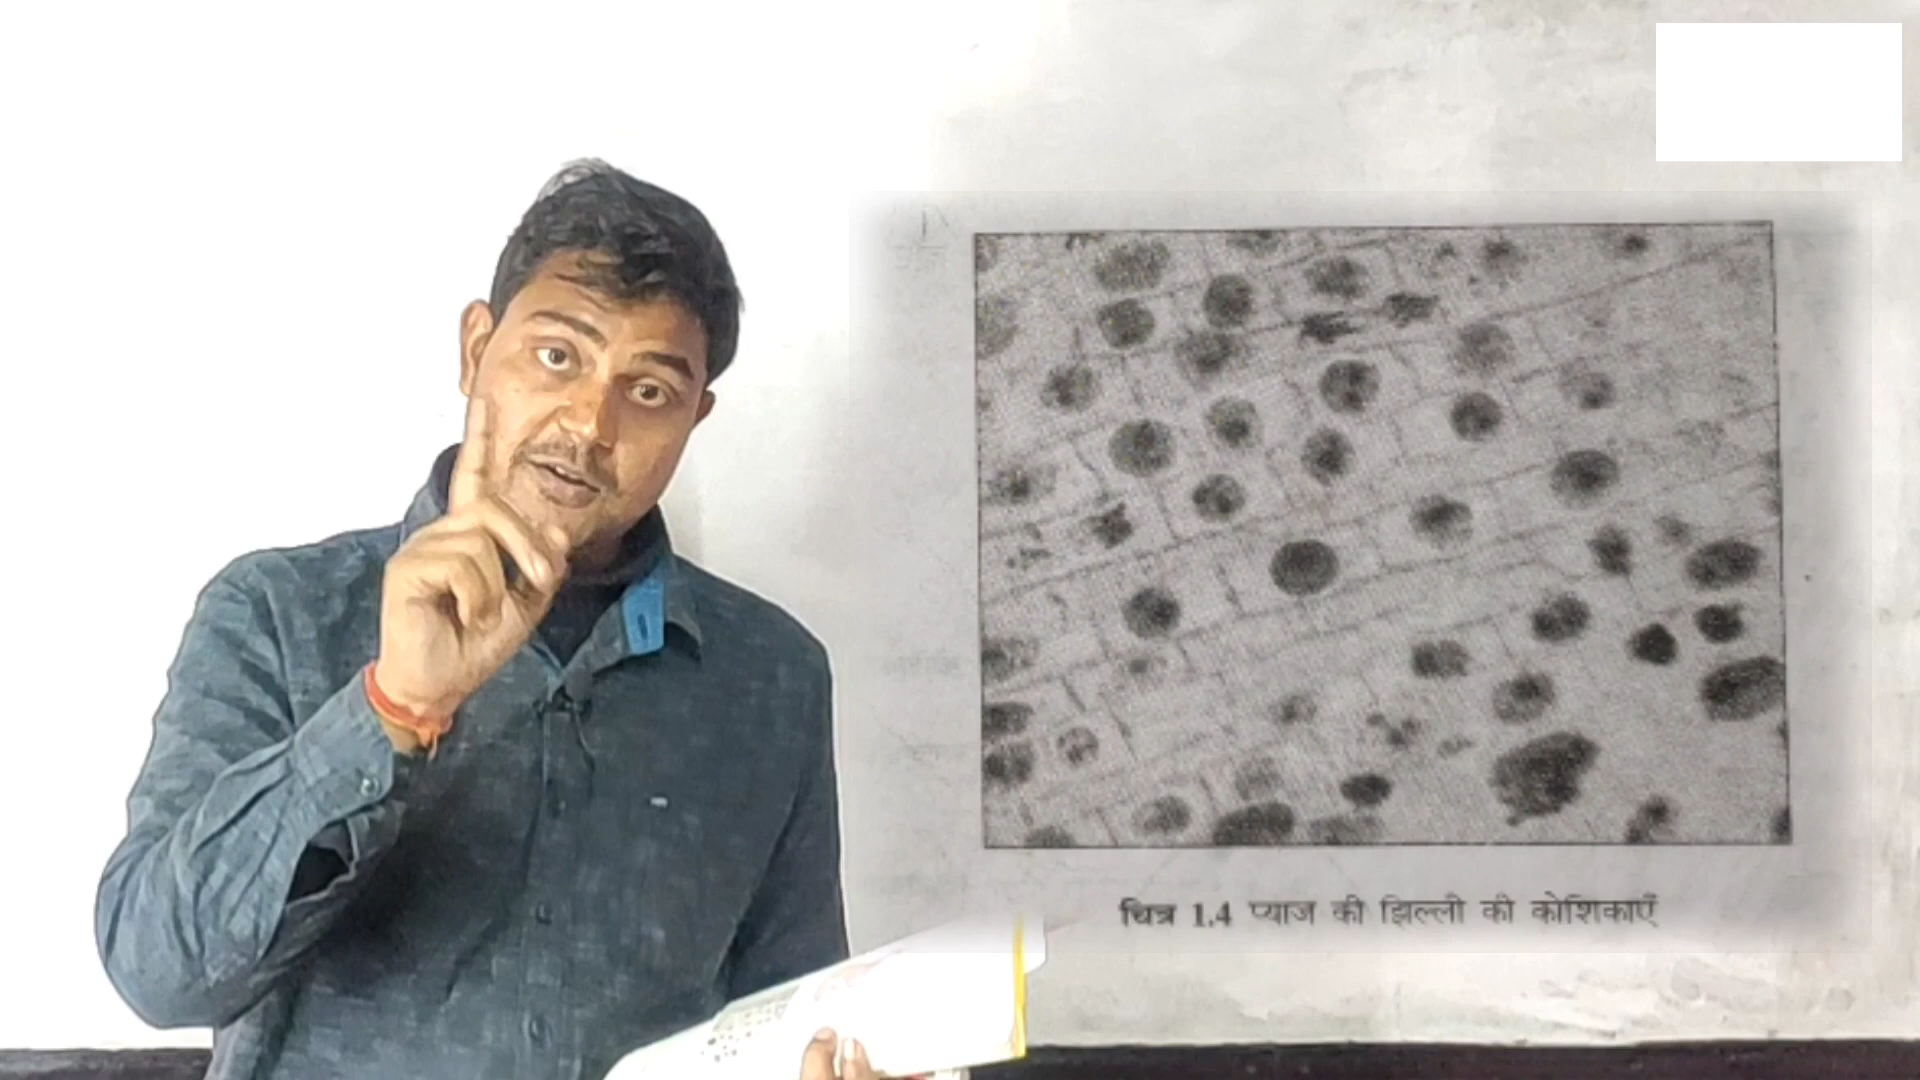 चित्र 1.4 प्याज की झिल्ली की कोशिकाएँ